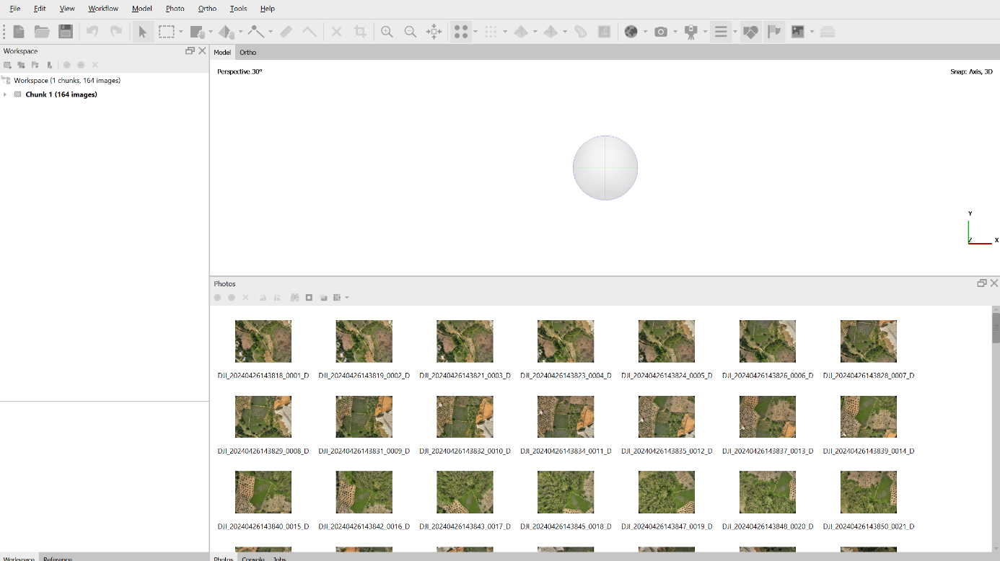 File Edit View Workflow Model Photo Ortho Tools Help
Workspace
Workspace (1 chunks, 164 images)
Chunk 1 (164 images)
Model Ortho
Perspective 30°
Snap: Axis, 3D
Y
Z X
Photos
DJI_20240426143818_0001_D DJI_20240426143819_0002_D DJI_20240426143821_0003_D DJI_20240426143823_0004_D DJI_20240426143824_0005_D DJI_20240426143826_0006_D DJI_20240426143828_0007_D
DJI_20240426143829_0008_D DJI_20240426143831_0009_D DJI_20240426143832_0010_D DJI_20240426143834_0011_D DJI_20240426143835_0012_D DJI_20240426143837_0013_D DJI_20240426143839_0014_D
DJI_20240426143840_0015_D DJI_20240426143842_0016_D DJI_20240426143843_0017_D DJI_20240426143845_0018_D DJI_20240426143847_0019_D DJI_20240426143848_0020_D DJI_20240426143850_0021_D
Workspace Reference
Photos Console Jobs